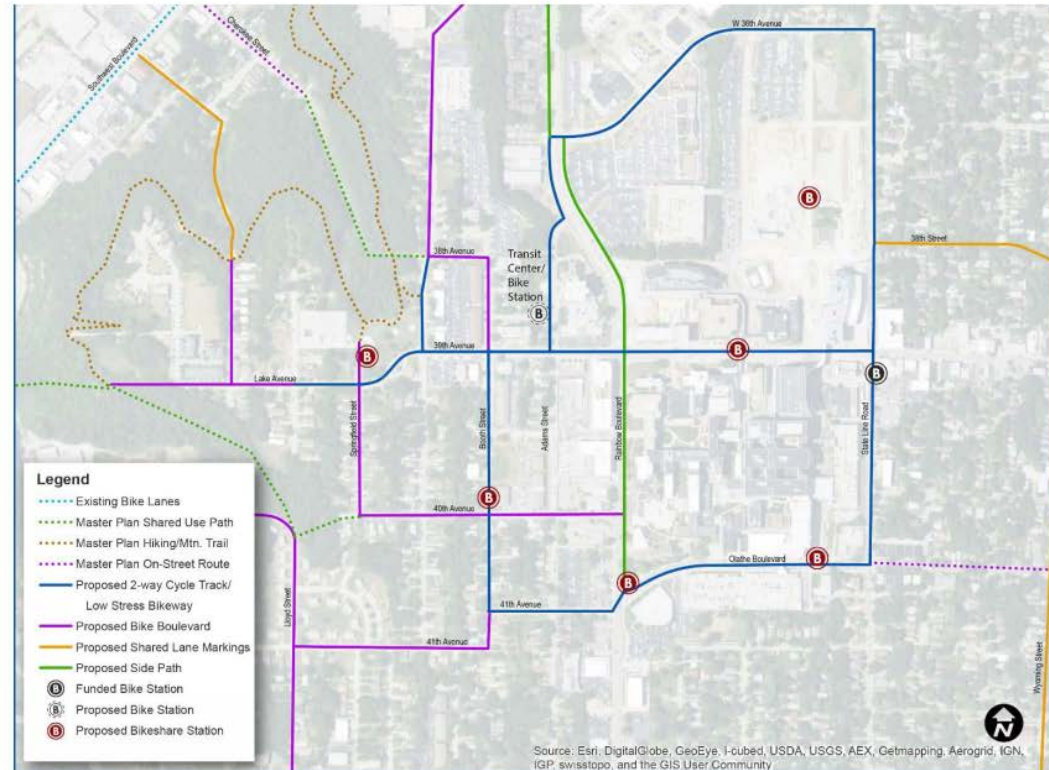 W 36th Avenue
Cherokee Street
Southwest Boulevard
36th Street
38th Avenue
Transit
Center/
Bike
Station
B
B
39th Avenue
B
B
B
Lake Avenue
Springfield Street
Booth Street
Adams Street
Rainbow Boulevard
State Line Road
B
40th Avenue
Olathe Boulevard
B
B
41th Avenue
Lloyd Street
41th Avenue
Wyoming Street
Legend
Existing Bike Lanes
Master Plan Shared Use Path
Master Plan Hiking/Mtn. Trail
Master Plan On-Street Route
Proposed 2-way Cycle Track/
Low Stress Bikeway
Proposed Bike Boulevard
Proposed Shared Lane Markings
Proposed Side Path
B Funded Bike Station
B Proposed Bike Station
B Proposed Bikeshare Station
N
Source: Esri, DigitalGlobe, GeoEye, i-cubed, USDA, USGS, AEX, Getmapping, Aerogrid, IGN,
IGP, swisstopo, and the GIS User Community